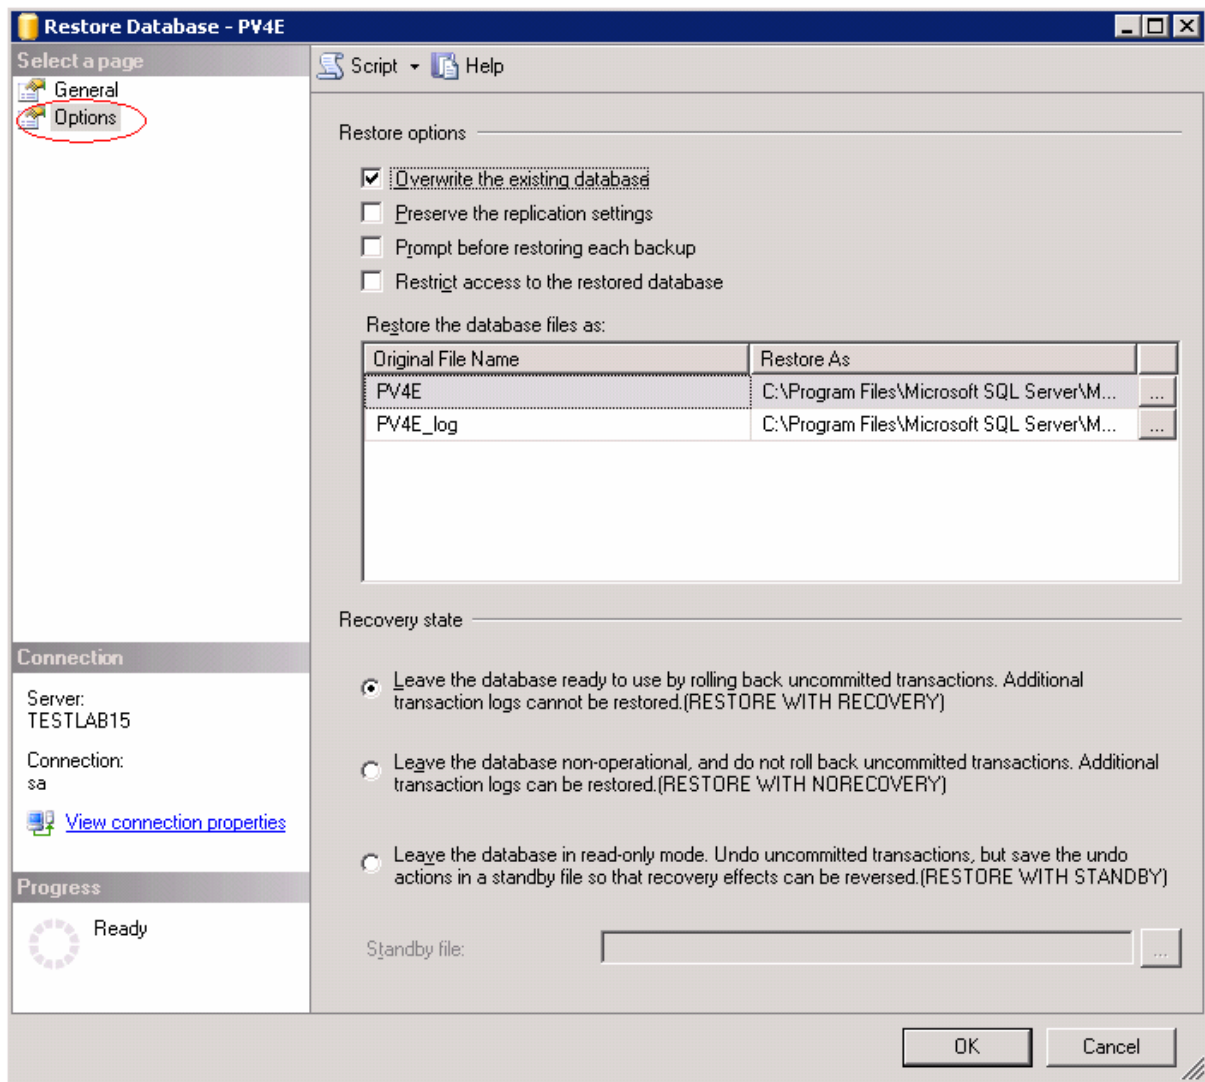 Restore Database - PV4E
Select a page
General
Options
Script
Help
Restore options
Overwrite the existing database
Preserve the replication settings
Prompt before restoring each backup
Restrict access to the restored database
Restore the database files as:
Original File Name
Restore As
PV4E
C:\Program Files\Microsoft SQL Server\M...
...
PV4E_log
C:\Program Files\Microsoft SQL Server\M...
...
Recovery state
Leave the database ready to use by rolling back uncommitted transactions. Additional
transaction logs cannot be restored.(RESTORE WITH RECOVERY)
Leave the database non-operational, and do not roll back uncommitted transactions. Additional
transaction logs can be restored.(RESTORE WITH NORECOVERY)
Leave the database in read-only mode. Undo uncommitted transactions, but save the undo
actions in a standby file so that recovery effects can be reversed.(RESTORE WITH STANDBY)
Standby file:
...
Connection
Server:
TESTLAB15
Connection:
sa
View connection properties
Progress
Ready
OK
Cancel